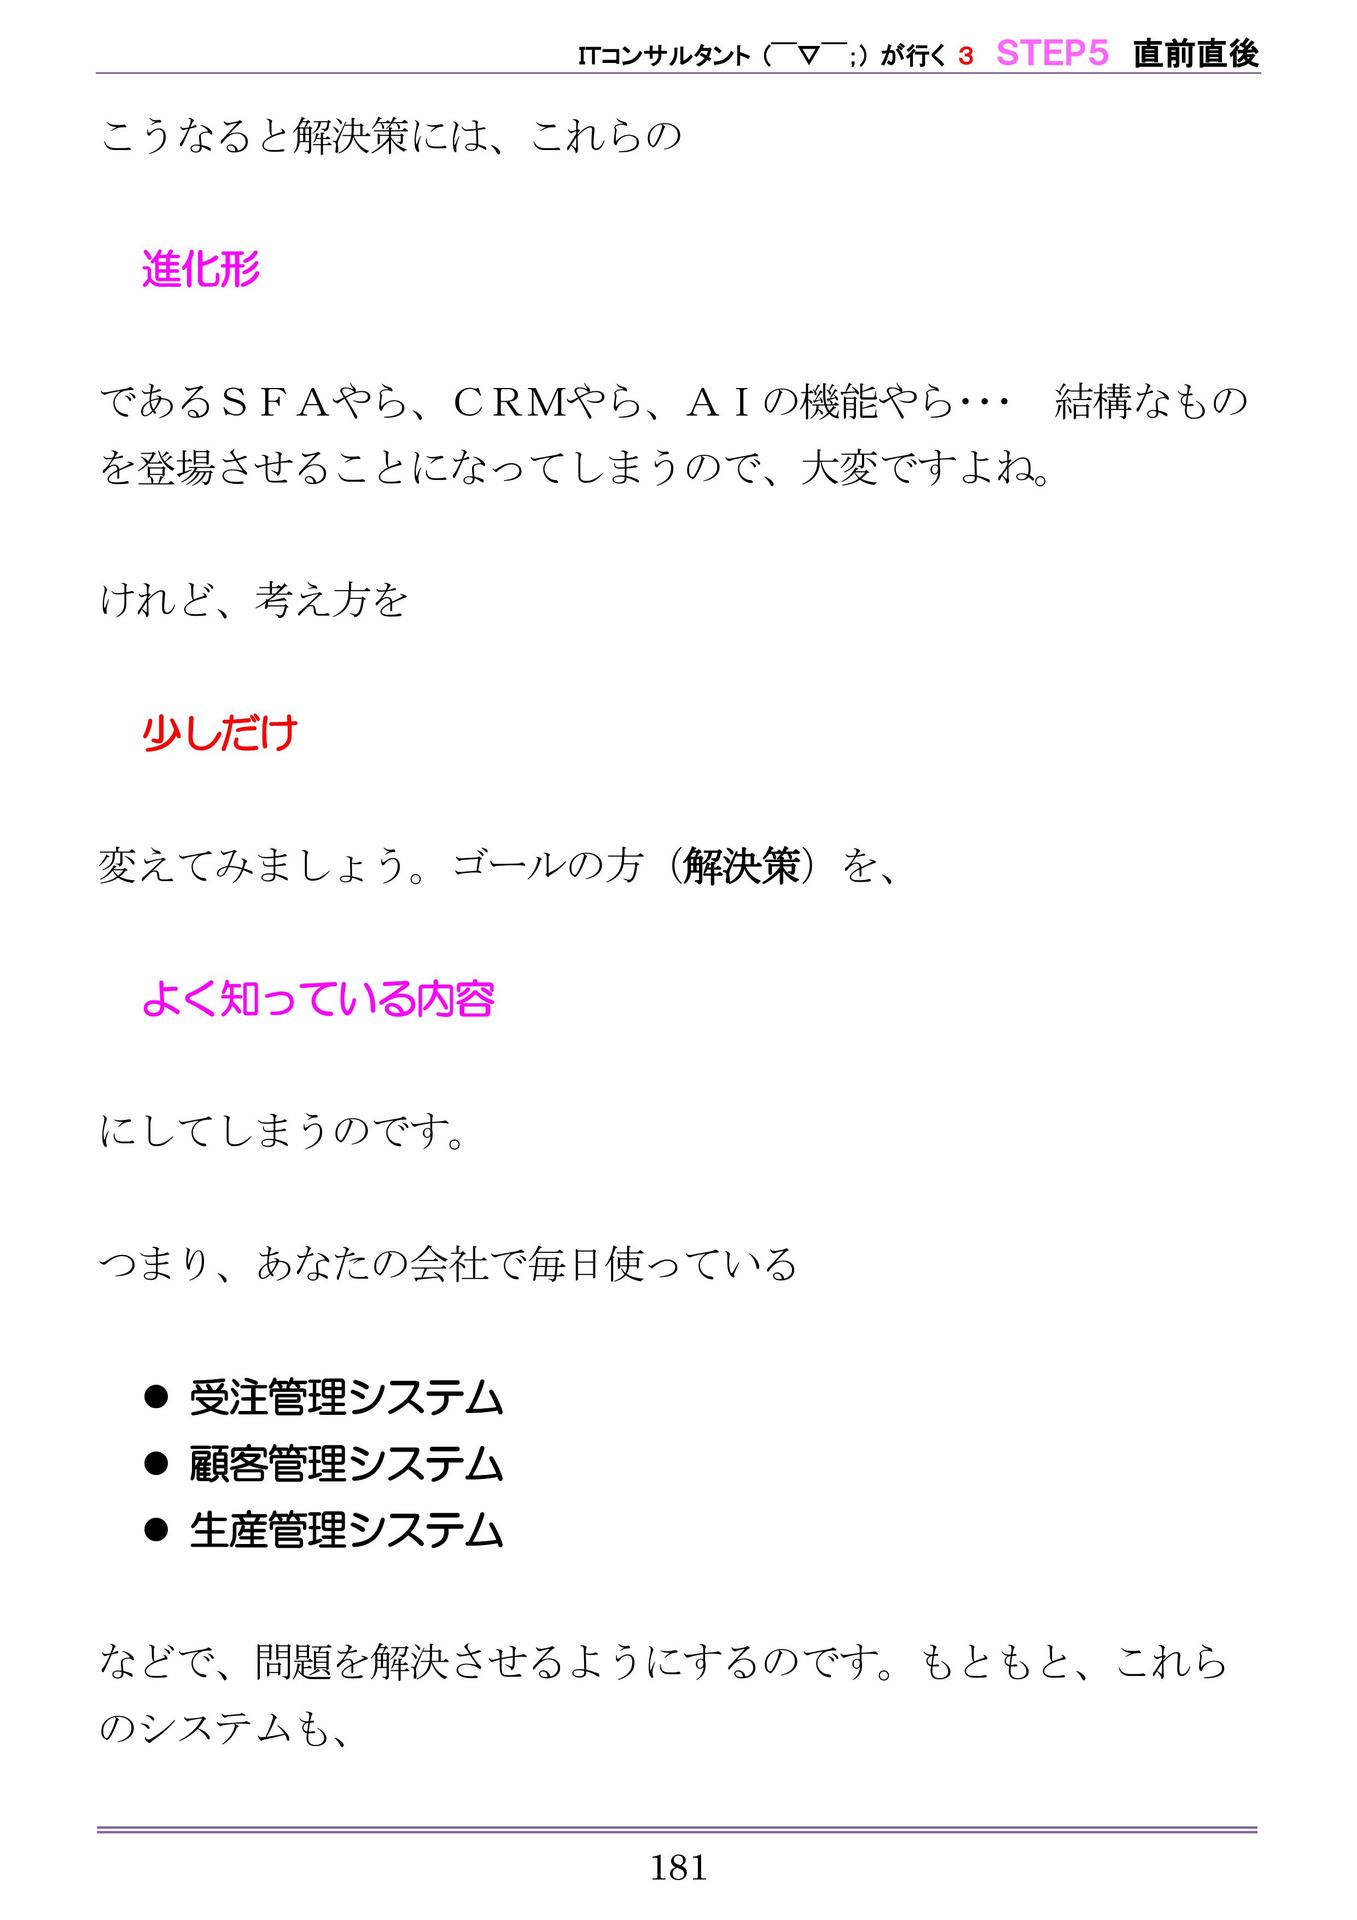 ITコンサルタント（￣▽￣;）が行く 3 STEP5 直前直後
こうなると解決策には、これらの
進化形
であるＳＦＡやら、ＣＲＭやら、ＡＩの機能やら･･･　結構なもの
を登場させることになってしまうので、大変ですよね。
けれど、考え方を
少しだけ
変えてみましょう。ゴールの方（解決策）を、
よく知っている内容
にしてしまうのです。
つまり、あなたの会社で毎日使っている
● 受注管理システム
● 顧客管理システム
● 生産管理システム
などで、問題を解決させるようにするのです。もともと、これら
のシステムも、
181